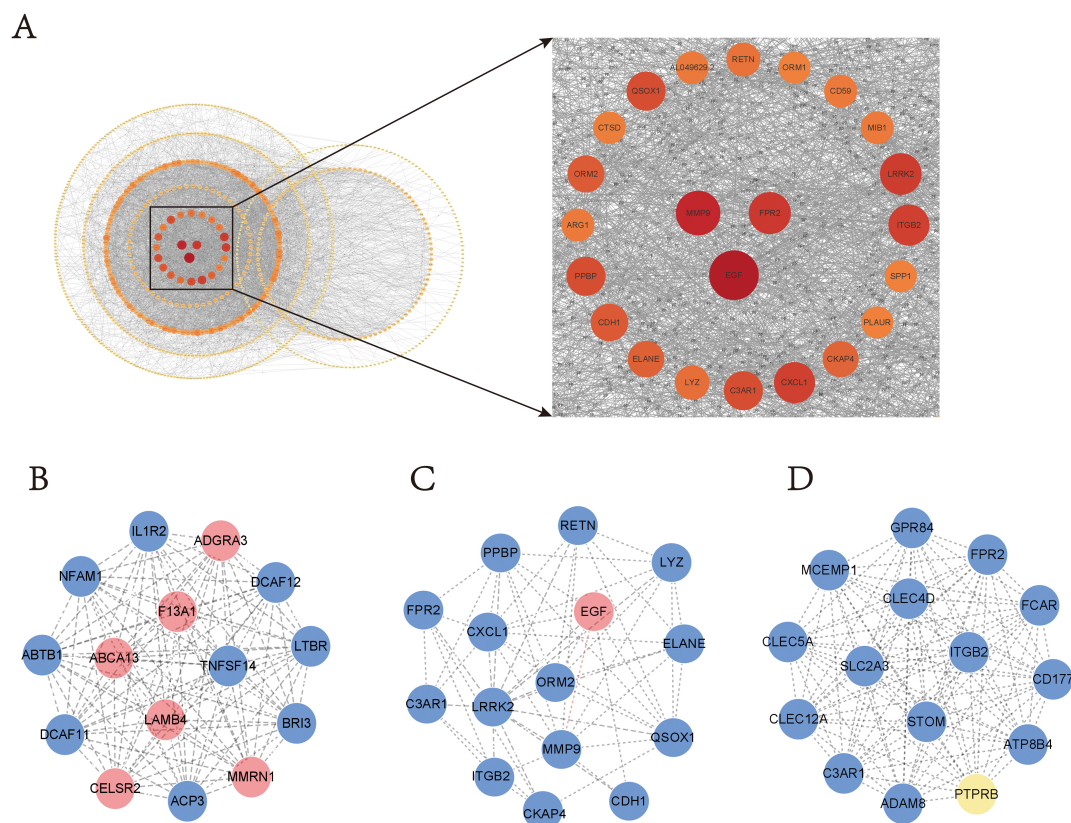 A
RETN
AL049629.2
ORM1
QSOX1
CD59
CTSD
MIB1
ORM2
LRRK2
MMP9
FPR2
ARG1
ITGB2
EGF
PPBP
SPP1
CDH1
PLAUR
ELANE
CKAP4
LYZ
C3AR1
CXCL1
B
IL1R2
ADGRA3
NFAM1
DCAF12
F13A1
ABTB1
ABCA13
TNFSF14
LTBR
LAMB4
DCAF11
BRI3
CELSR2
MMRN1
ACP3
C
RETN
PPBP
LYZ
FPR2
EGF
CXCL1
ELANE
ORM2
C3AR1
LRRK2
QSOX1
MMP9
ITGB2
CDH1
CKAP4
D
GPR84
FPR2
MCEMP1
CLEC4D
FCAR
CLEC5A
ITGB2
SLC2A3
CD177
CLEC12A
STOM
ATP8B4
C3AR1
PTPRB
ADAM8